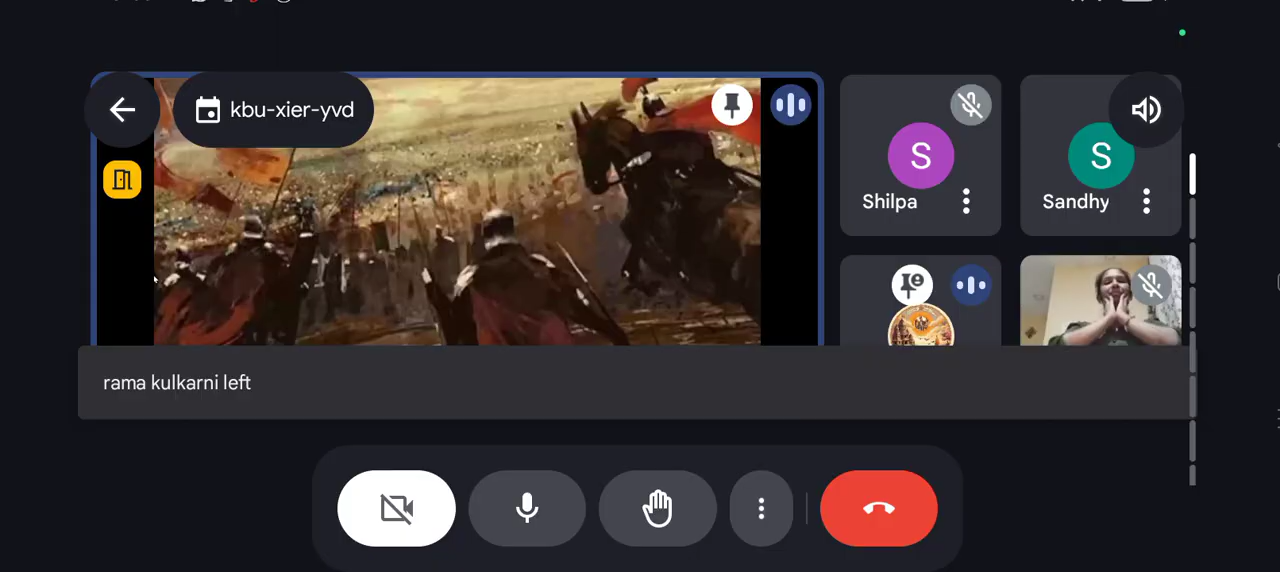 kbu-xier-yvd
S
S
Shilpa
Sandhy
rama kulkarni left